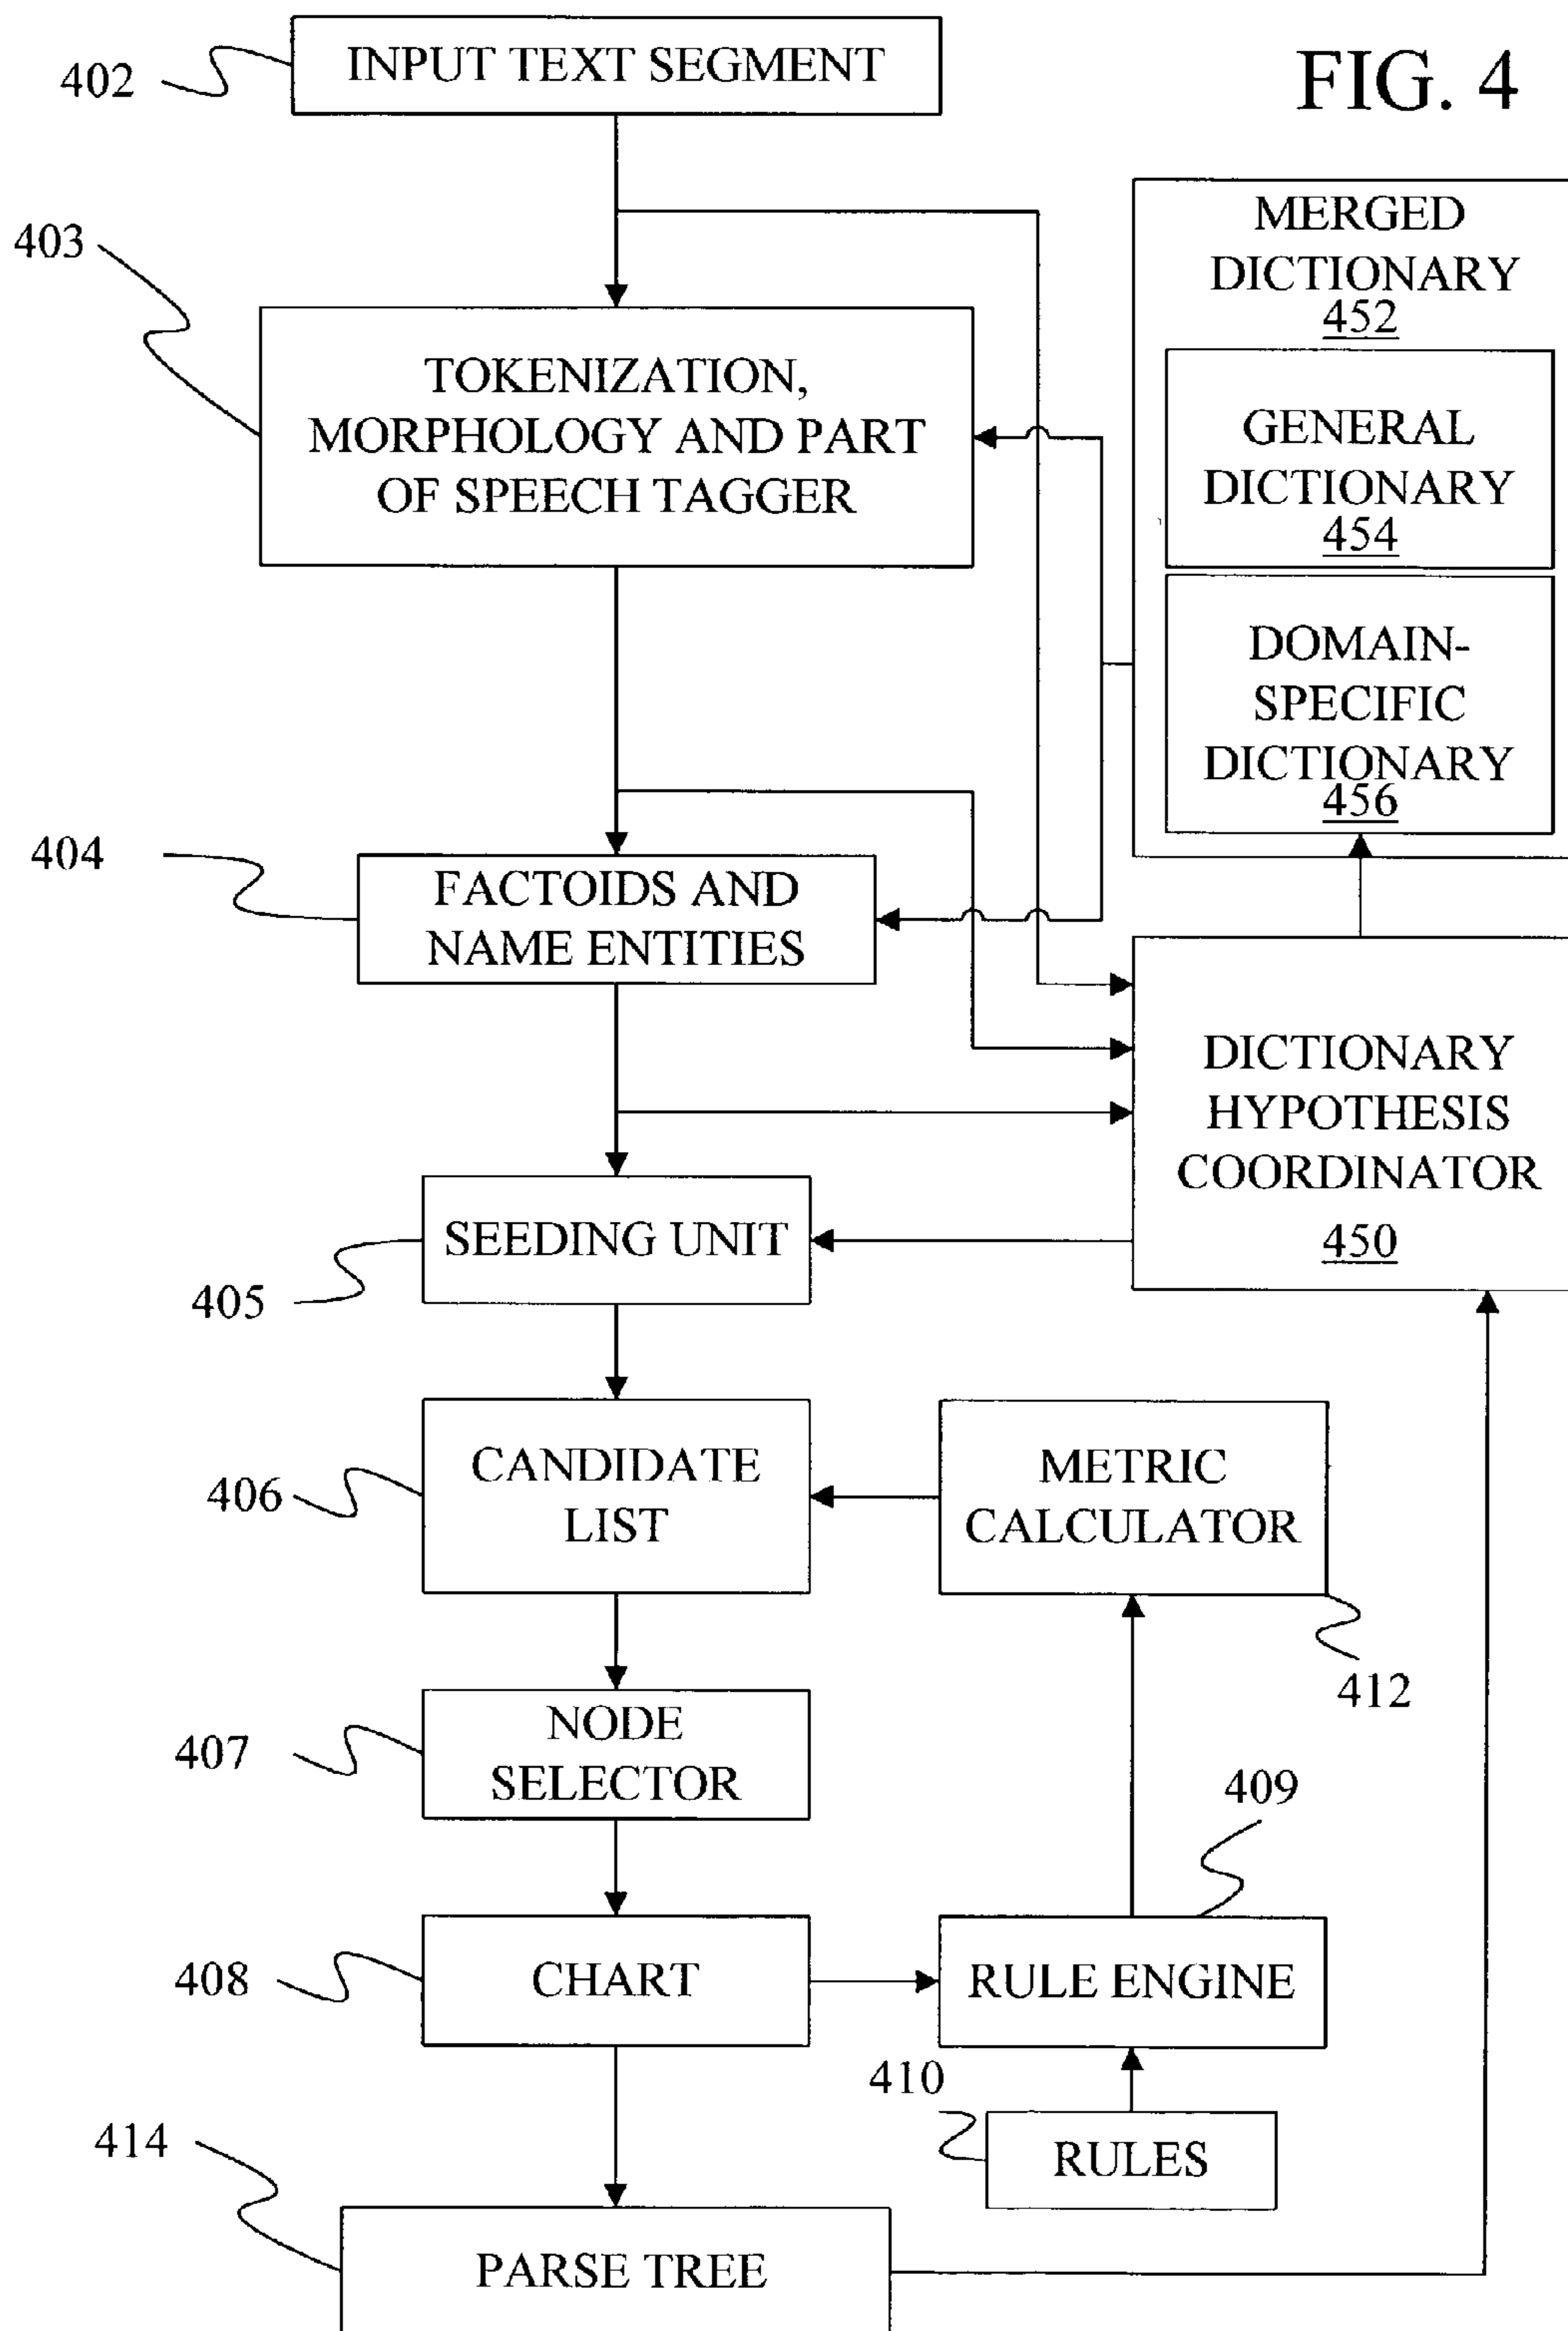 FIG. 4
INPUT TEXT SEGMENT
402
403
TOKENIZATION,
MORPHOLOGY AND PART
OF SPEECH TAGGER
MERGED
DICTIONARY
452
GENERAL
DICTIONARY
454
DOMAIN-
SPECIFIC
DICTIONARY
456
404
FACTOIDS AND
NAME ENTITIES
DICTIONARY
HYPOTHESIS
COORDINATOR
450
SEEDING UNIT
405
CANDIDATE
LIST
406
METRIC
CALCULATOR
412
NODE
SELECTOR
407
409
408
CHART
RULE ENGINE
410
RULES
414
PARSE TREE